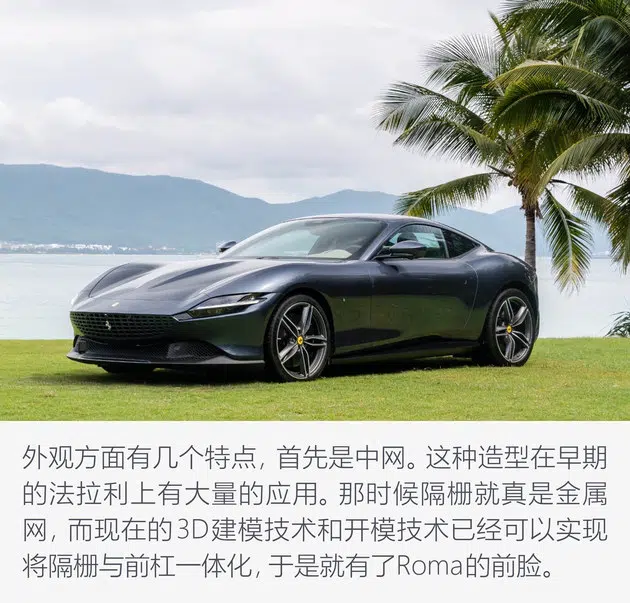 外观方面有几个特点，首先是中网。这种造型在早期
的法拉利上有大量的应用。那时候隔栅就真是金属
网，而现在的3D建模技术和开模技术已经可以实现
将隔栅与前杠一体化，于是就有了Roma的前脸。